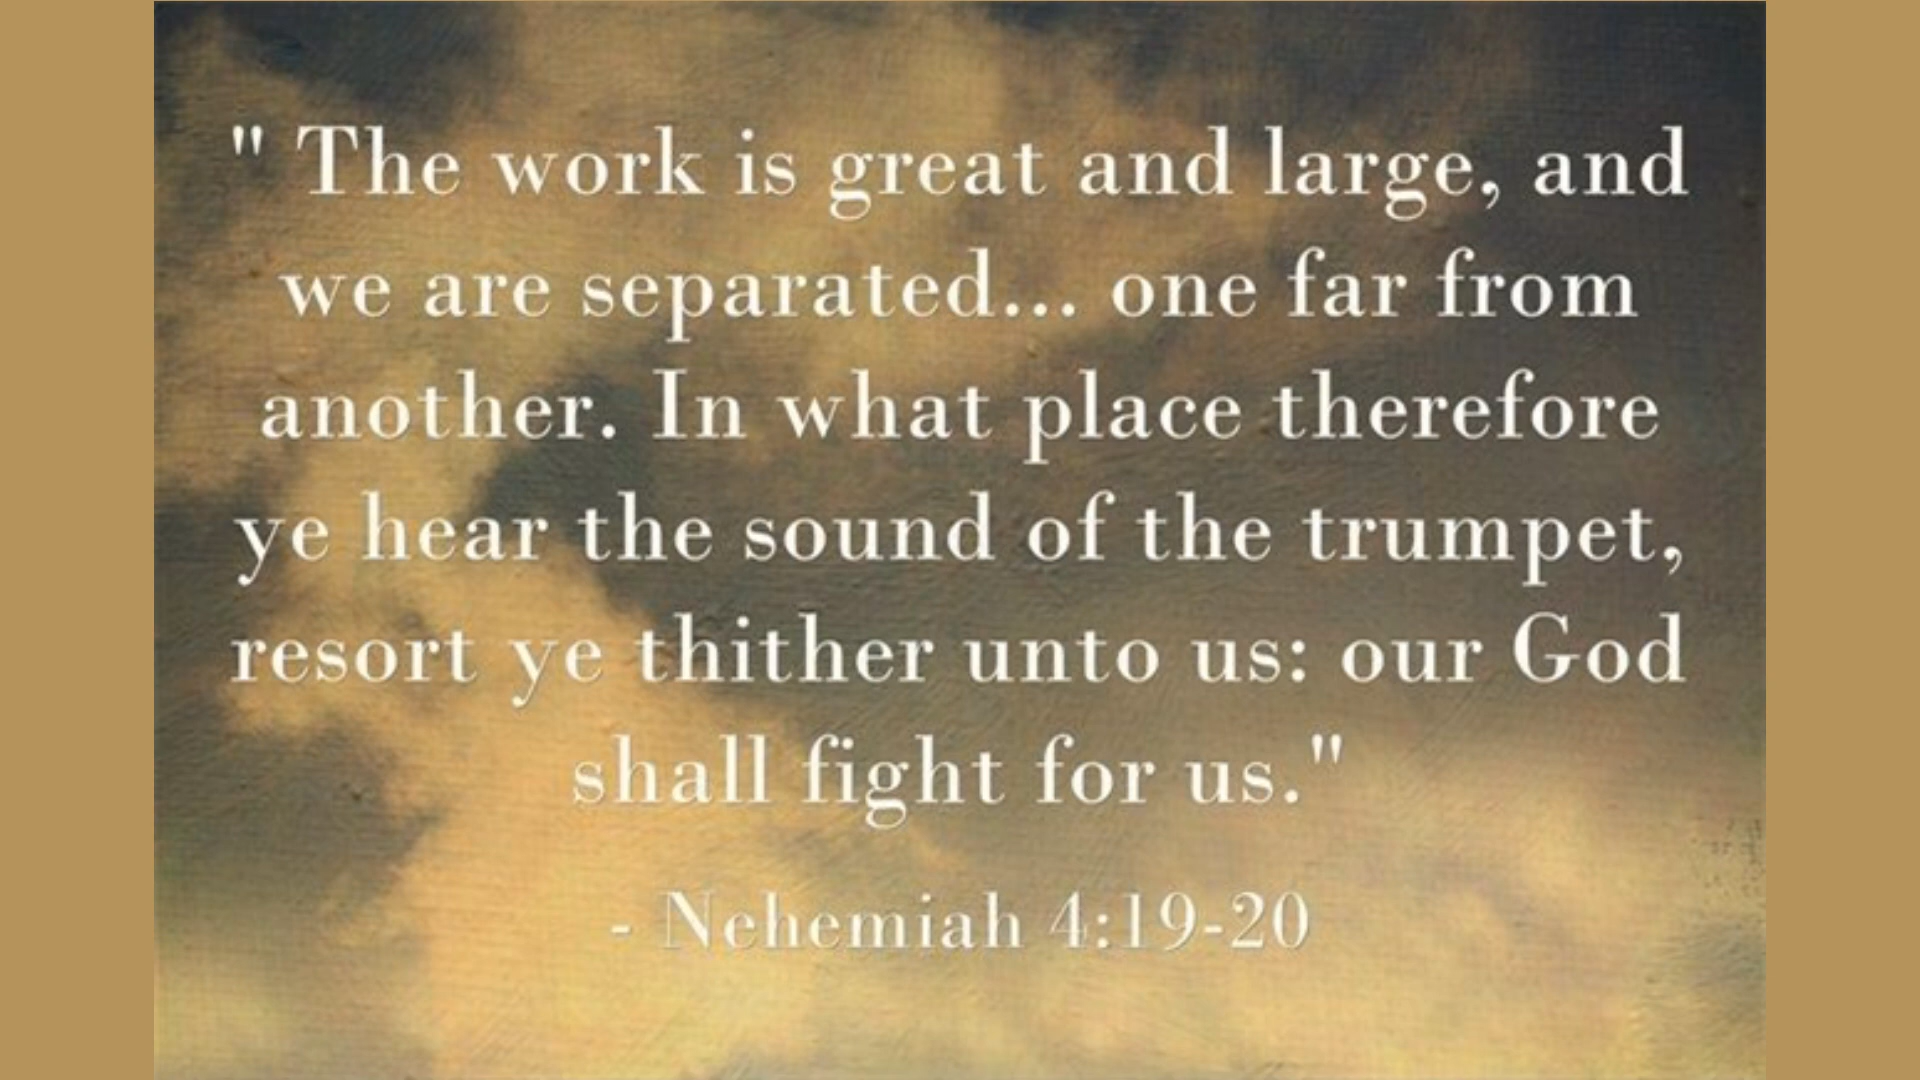 " The work is great and large, and
we are separated... one far from
another. In what place therefore
ye hear the sound of the trumpet,
resort ye thither unto us: our God
shall fight for us."
- Nehemiah 4:19-20